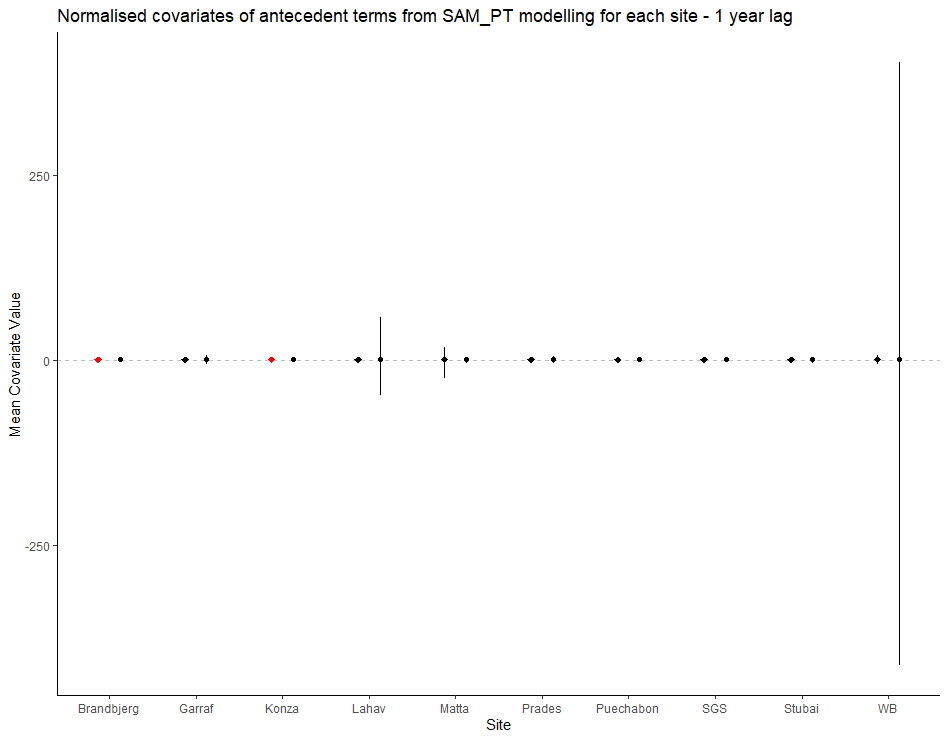 Normalised covariates of antecedent terms from SAM_PT modelling for each site - 1 year lag
Mean Covariate Value
250
0
-250
Brandbjerg Garraf Konza Lahav Matta Prades Puechabon SGS Stubai WB
Site